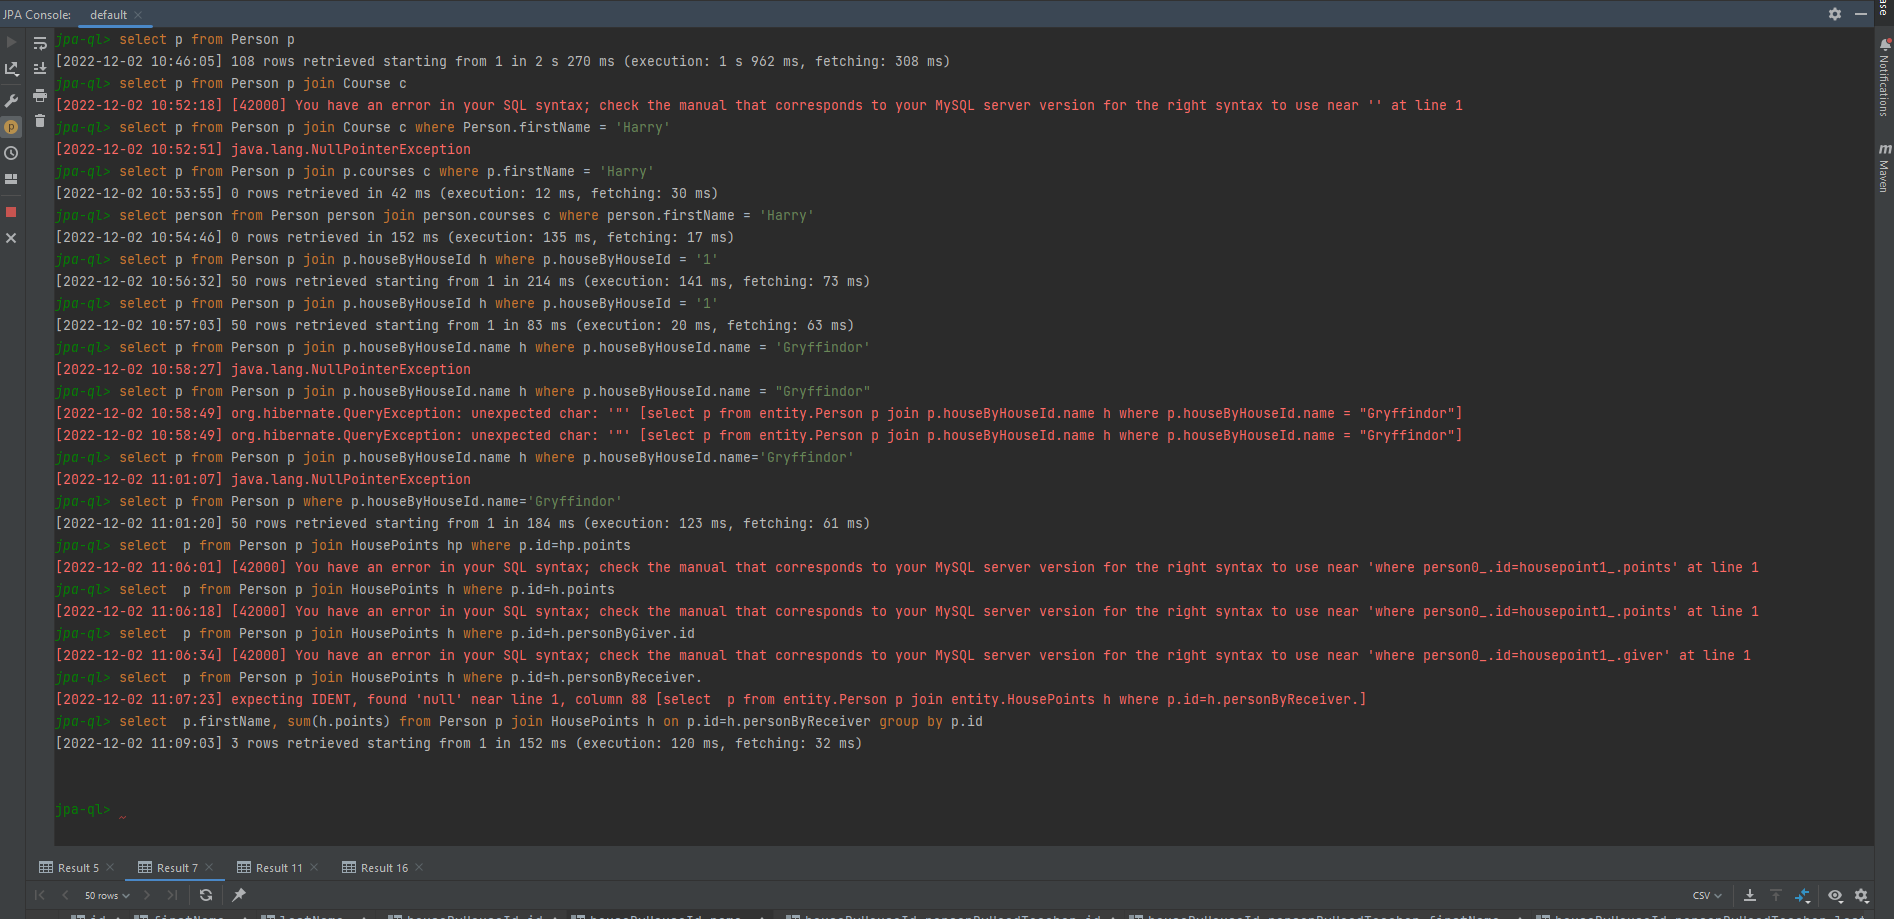 JPA Console: default
jpa-ql> select p from Person p
[2022-12-02 10:46:05] 108 rows retrieved starting from 1 in 2 s 270 ms (execution: 1 s 962 ms, fetching: 308 ms)
jpa-ql> select p from Person p join Course c
[2022-12-02 10:52:18] [42000] You have an error in your SQL syntax; check the manual that corresponds to your MySQL server version for the right syntax to use near '' at line 1
jpa-ql> select p from Person p join Course c where Person.firstName = 'Harry'
[2022-12-02 10:52:51] java.lang.NullPointerException
jpa-ql> select p from Person p join p.courses c where p.firstName = 'Harry'
[2022-12-02 10:53:55] 0 rows retrieved in 42 ms (execution: 12 ms, fetching: 30 ms)
jpa-ql> select person from Person person join person.courses c where person.firstName = 'Harry'
[2022-12-02 10:54:46] 0 rows retrieved in 152 ms (execution: 135 ms, fetching: 17 ms)
jpa-ql> select p from Person p join p.houseByHouseId h where p.houseByHouseId = '1'
[2022-12-02 10:56:32] 50 rows retrieved starting from 1 in 214 ms (execution: 141 ms, fetching: 73 ms)
jpa-ql> select p from Person p join p.houseByHouseId h where p.houseByHouseId = '1'
[2022-12-02 10:57:03] 50 rows retrieved starting from 1 in 83 ms (execution: 20 ms, fetching: 63 ms)
jpa-ql> select p from Person p join p.houseByHouseId.name h where p.houseByHouseId.name = 'Gryffindor'
[2022-12-02 10:58:27] java.lang.NullPointerException
jpa-ql> select p from Person p join p.houseByHouseId.name h where p.houseByHouseId.name = "Gryffindor"
[2022-12-02 10:58:49] org.hibernate.QueryException: unexpected char: '"' [select p from entity.Person p join p.houseByHouseId.name h where p.houseByHouseId.name = "Gryffindor"]
[2022-12-02 10:58:49] org.hibernate.QueryException: unexpected char: '"' [select p from entity.Person p join p.houseByHouseId.name h where p.houseByHouseId.name = "Gryffindor"]
jpa-ql> select p from Person p join p.houseByHouseId.name h where p.houseByHouseId.name='Gryffindor'
[2022-12-02 11:01:07] java.lang.NullPointerException
jpa-ql> select p from Person p where p.houseByHouseId.name='Gryffindor'
[2022-12-02 11:01:20] 50 rows retrieved starting from 1 in 184 ms (execution: 123 ms, fetching: 61 ms)
jpa-ql> select  p from Person p join HousePoints hp where p.id=hp.points
[2022-12-02 11:06:01] [42000] You have an error in your SQL syntax; check the manual that corresponds to your MySQL server version for the right syntax to use near 'where person0_.id=housepoint1_.points' at line 1
jpa-ql> select  p from Person p join HousePoints h where p.id=h.points
[2022-12-02 11:06:18] [42000] You have an error in your SQL syntax; check the manual that corresponds to your MySQL server version for the right syntax to use near 'where person0_.id=housepoint1_.points' at line 1
jpa-ql> select  p from Person p join HousePoints h where p.id=h.personByGiver.id
[2022-12-02 11:06:34] [42000] You have an error in your SQL syntax; check the manual that corresponds to your MySQL server version for the right syntax to use near 'where person0_.id=housepoint1_.giver' at line 1
jpa-ql> select  p from Person p join HousePoints h where p.id=h.personByReceiver.
[2022-12-02 11:07:23] expecting IDENT, found 'null' near line 1, column 88 [select  p from entity.Person p join entity.HousePoints h where p.id=h.personByReceiver.]
jpa-ql> select  p.firstName, sum(h.points) from Person p join HousePoints h on p.id=h.personByReceiver group by p.id
[2022-12-02 11:09:03] 3 rows retrieved starting from 1 in 152 ms (execution: 120 ms, fetching: 32 ms)
jpa-ql>
Notifications
m Maven
Result 5 Result 7 Result 11 Result 16
50 rows CSV
id firstName lastName houseByHouseId.id houseByHouseId.name houseByHouseId.personByHeadTeacher.id houseByHouseId.personByHeadTeacher.firstName